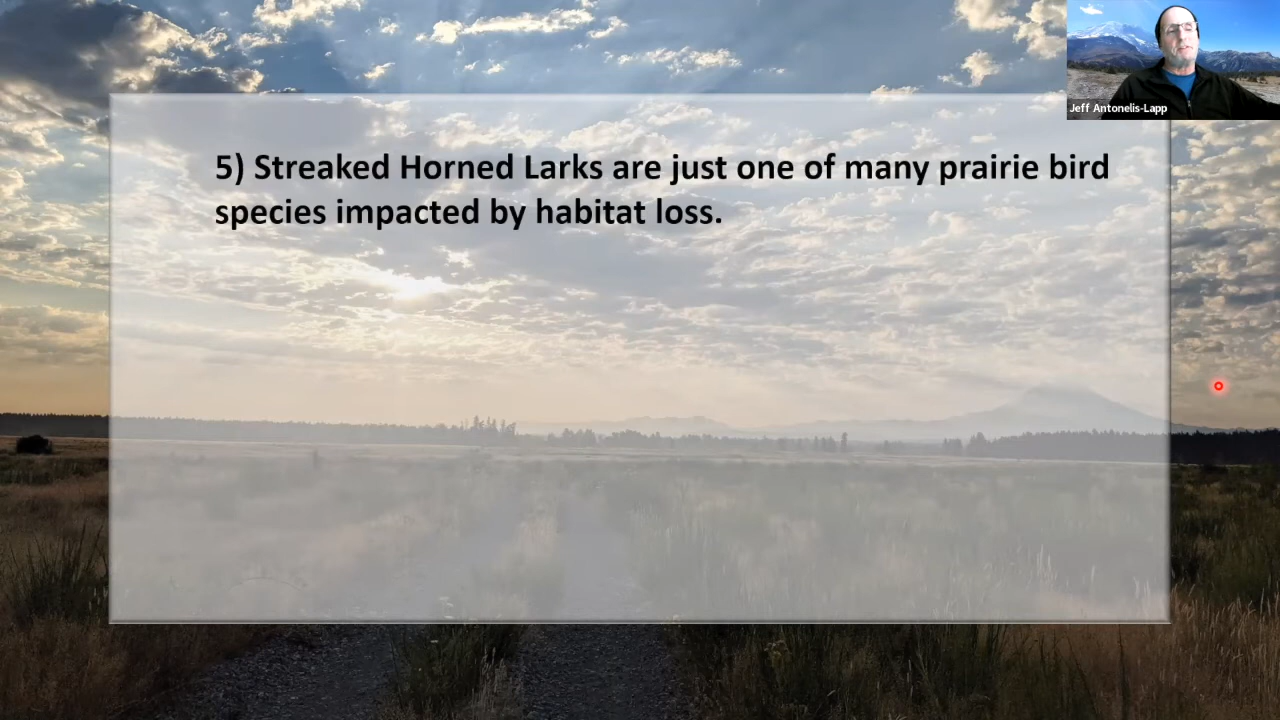 Jeff Antonelis-Lapp
5) Streaked Horned Larks are just one of many prairie bird
species impacted by habitat loss.